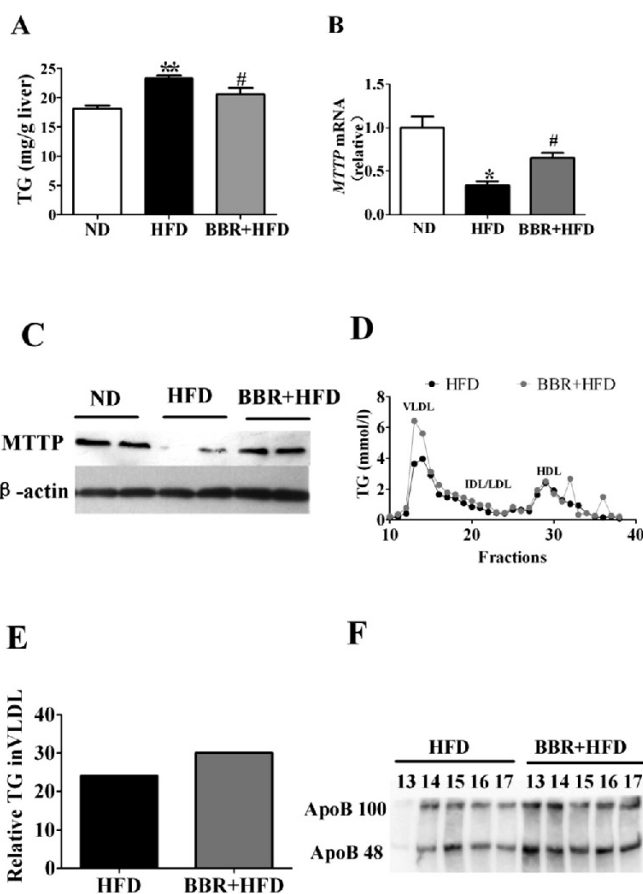 A
TG (mg/g liver)
25
20
15
10
5
0
**
#
ND HFD BBR+HFD
B
MTTP mRNA
(relative)
1.5
1.0
0.5
0.0
*
#
ND HFD BBR+HFD
C
ND HFD BBR+HFD
MTTP
β-actin
D
HFD BBR+HFD
TG (mmol/l)
6
4
2
0
VLDL
IDL/LDL
HDL
10 20 30 40
Fractions
E
Relative TG inVLDL
40
30
20
10
0
HFD BBR+HFD
F
HFD BBR+HFD
13 14 15 16 17 13 14 15 16 17
ApoB 100
ApoB 48